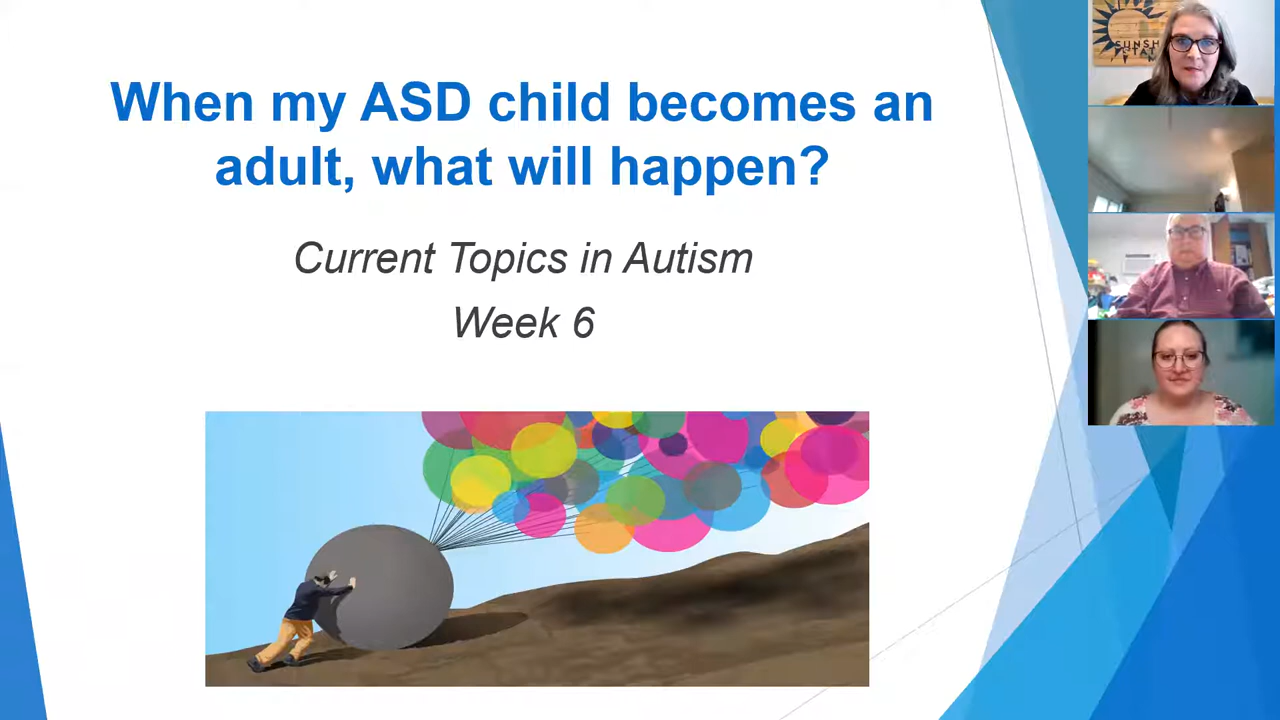 When my ASD child becomes an
adult, what will happen?
Current Topics in Autism
Week 6